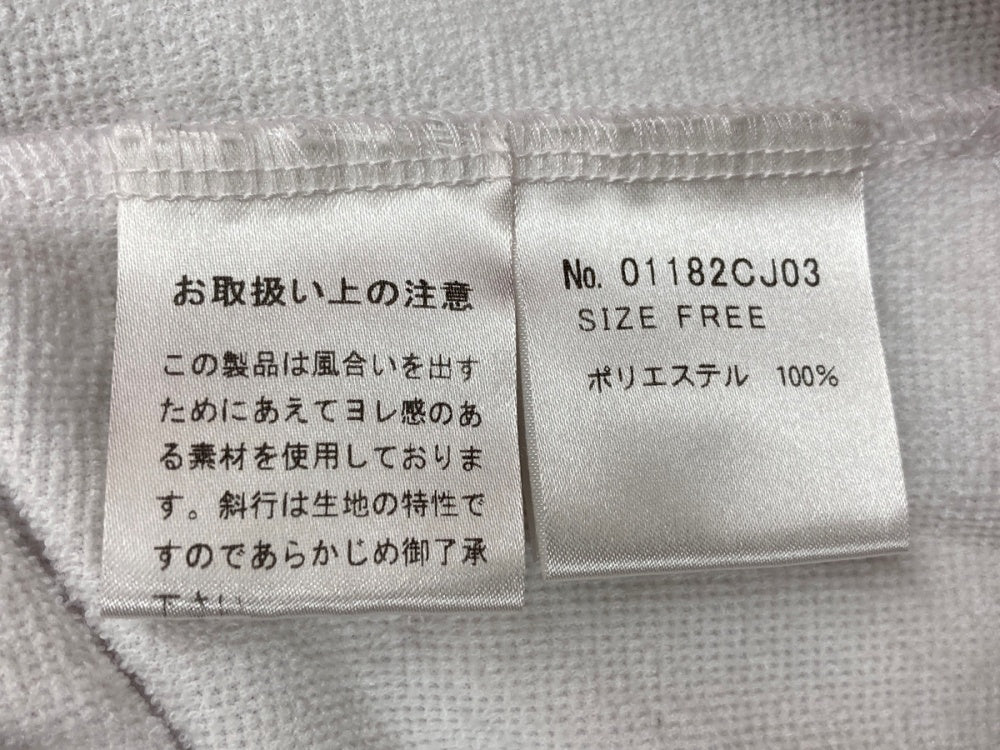 お取扱い上の注意
この製品は風合いを出す
ためにあえてヨレ感のあ
る素材を使用しておりま
す。斜行は生地の特性で
すのであらかじめ御了承
下さい
No. 01182CJ03
SIZE FREE
ポリエステル 100%